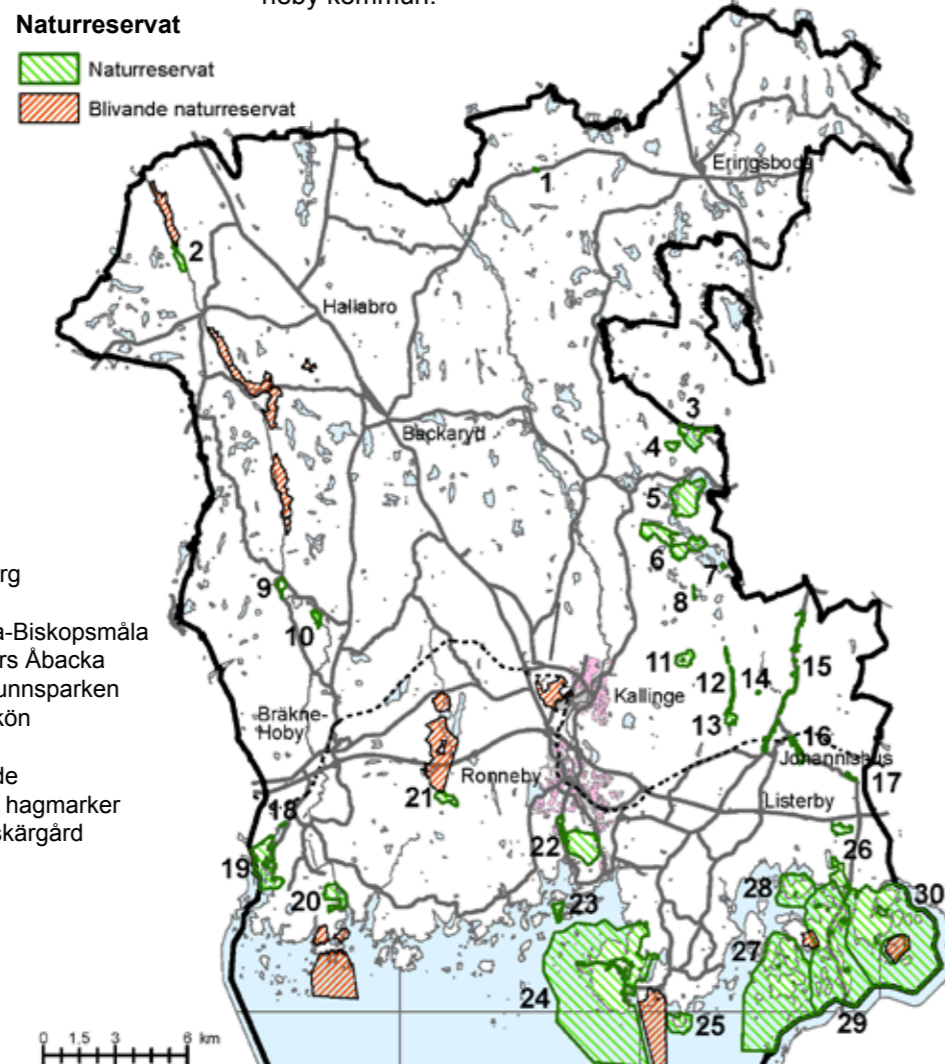 neby kommun.
Naturreservat
Naturreservat
Blivande naturreservat
Eringsboda
1
2
Hallabro
3
Backaryd
4
5
6
7
9
8
10
11
12
14
15
Kallinge
13
Bräkne-
Hoby
16
Johannishus
Ronneby
17
21
Listerby
18
22
26
19
20
23
28
30
27
24
25
29
rg
a-Biskopsmåla
rs Åbacka
unnsparken
kön
de
hagmarker
skärgård
0 1,5 3 6 km